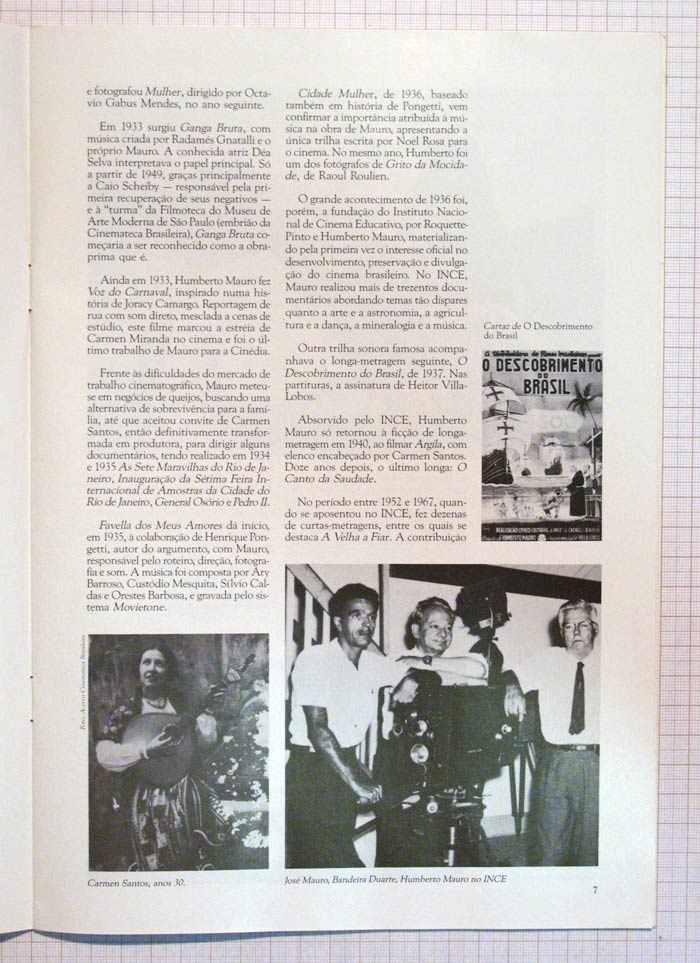 e fotografou Mulher, dirigido por Octa-
vio Gabus Mendes, no ano seguinte.
Em 1933 surgiu Ganga Bruta, com
música criada por Radamés Gnatalli e o
próprio Mauro. A conhecida atriz Déa
Selva interpretava o papel principal. Só
a partir de 1949, graças principalmente
a Caio Scheiby — responsável pela pri-
meira recuperação de seus negativos —
e à “turma” da Filmoteca do Museu de
Arte Moderna de São Paulo (embrião da
Cinemateca Brasileira), Ganga Bruta co-
meçaria a ser reconhecido como a obra-
prima que é.
Ainda em 1933, Humberto Mauro fez
Voz do Carnaval, inspirado numa his-
tória de Joracy Camargo. Reportagem de
rua com som direto, mesclada a cenas de
estúdio, este filme marcou a estréia de
Carmen Miranda no cinema e foi o úl-
timo trabalho de Mauro para a Cinédia.
Frente às dificuldades do mercado de
trabalho cinematográfico, Mauro meteu-
se em negócios de queijos, buscando uma
alternativa de sobrevivência para a famí-
lia, até que aceitou convite de Carmen
Santos, então definitivamente transfor-
mada em produtora, para dirigir alguns
documentários, tendo realizado em 1934
e 1935 As Sete Maravilhas do Rio de Ja-
neiro, Inauguração da Sétima Feira In-
ternacional de Amostras da Cidade do
Rio de Janeiro, General Osório e Pedro II.
Favella dos Meus Amores dá início,
em 1935, à colaboração de Henrique Pon-
getti, autor do argumento, com Mauro,
responsável pelo roteiro, direção, fotogra-
fia e som. A música foi composta por Ary
Barroso, Custódio Mesquita, Sílvio Cal-
das e Orestes Barbosa, e gravada pelo sis-
tema Movietone.
Foto: Acervo Cinemateca Brasileira
Carmen Santos, anos 30.
Cidade Mulher, de 1936, baseado
também em história de Pongetti, vem
confirmar a importância atribuída à mú-
sica na obra de Mauro, apresentando a
única trilha escrita por Noel Rosa para
o cinema. No mesmo ano, Humberto foi
um dos fotógrafos de Grito da Mocida-
de, de Raoul Roulien.
O grande acontecimento de 1936 foi,
porém, a fundação do Instituto Nacio-
nal de Cinema Educativo, por Roquette-
Pinto e Humberto Mauro, materializan-
do pela primeira vez o interesse oficial no
desenvolvimento, preservação e divulga-
ção do cinema brasileiro. No INCE,
Mauro realizou mais de trezentos docu-
mentários abordando temas tão díspares
quanto a arte e a astronomia, a agricul-
tura e a dança, a mineralogia e a música.
Outra trilha sonora famosa acompa-
nhava o longa-metragem seguinte, O
Descobrimento do Brasil, de 1937. Nas
partituras, a assinatura de Heitor Villa-
Lobos.
Absorvido pelo INCE, Humberto
Mauro só retornou à ficção de longa-
metragem em 1940, ao filmar Argila, com
elenco encabeçado por Carmen Santos.
Doze anos depois, o último longa: O
Canto da Saudade.
No período entre 1952 e 1967, quan-
do se aposentou no INCE, fez dezenas
de curtas-metragens, entre os quais se
destaca A Velha a Fiar. A contribuição
Cartaz de O Descobrimento
do Brasil
A Distribuidora de filmes brasileiros
O DESCOBRIMENTO
DO
BRASIL
HUMBERTO MAURO
VILLA LOBOS
José Mauro, Bandeira Duarte, Humberto Mauro no INCE
7